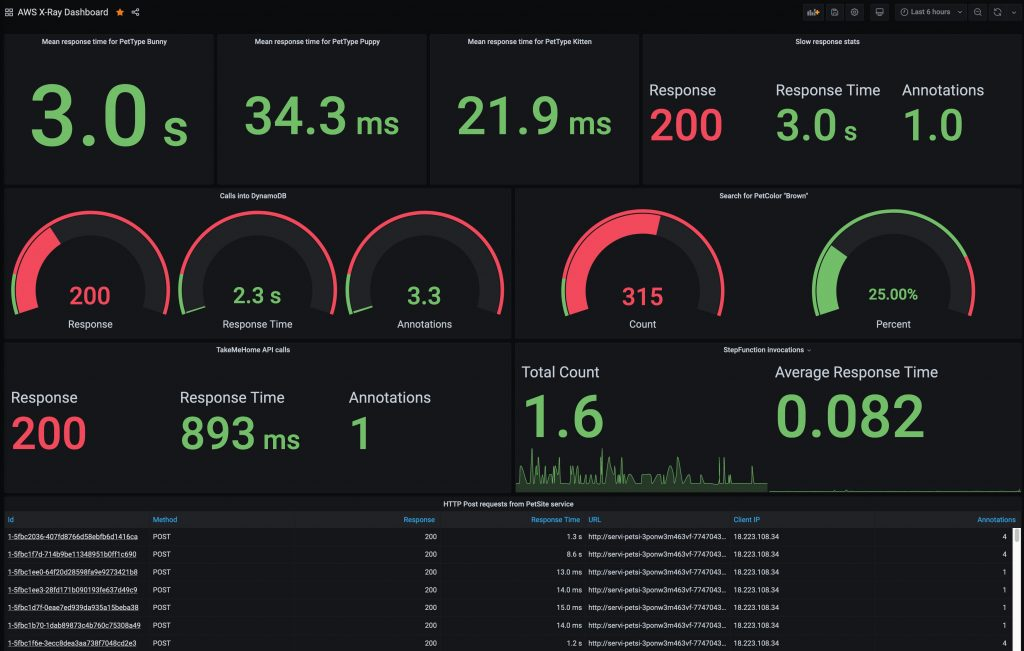 AWS X-Ray Dashboard
Last 6 hours
Mean response time for PetType Bunny
3.0 s
Mean response time for PetType Puppy
34.3 ms
Mean response time for PetType Kitten
21.9 ms
Slow response stats
Response Response Time Annotations
200 3.0 s 1.0
Calls into DynamoDB
200 2.3 s 3.3
Response Response Time Annotations
Search for PetColor "Brown"
315 25.00%
Count Percent
TakeMeHome API calls
Response Response Time Annotations
200 893 ms 1
StepFunction invocations
Total Count Average Response Time
1.6 0.082
HTTP Post requests from PetSite service
Id Method Response Response Time URL Client IP Annotations
1-5fbc2036-407fd8766d58ebfb6d1416ca POST 200 1.3 s http://servi-petsi-3ponw3m463vf-7747043... 18.223.108.34 4
1-5fbc1f7d-714b9be11348951b0ff1c690 POST 200 8.6 s http://servi-petsi-3ponw3m463vf-7747043... 18.223.108.34 4
1-5fbc1ee0-64f20d28598fa9e9273421b8 POST 200 13.0 ms http://servi-petsi-3ponw3m463vf-7747043... 18.223.108.34 1
1-5fbc1ee3-28fd171b090193fe637d49c9 POST 200 14.0 ms http://servi-petsi-3ponw3m463vf-7747043... 18.223.108.34 1
1-5fbc1d7f-0eae7ed939da935a15beba38 POST 200 15.0 ms http://servi-petsi-3ponw3m463vf-7747043... 18.223.108.34 1
1-5fbc1b70-1dab89873c4b760c75308a49 POST 200 14.0 ms http://servi-petsi-3ponw3m463vf-7747043... 18.223.108.34 1
1-5fbc1f6e-3ecc8dea3aa738f7048cd2e3 POST 200 1.2 s http://servi-petsi-3ponw3m463vf-7747043... 18.223.108.34 4